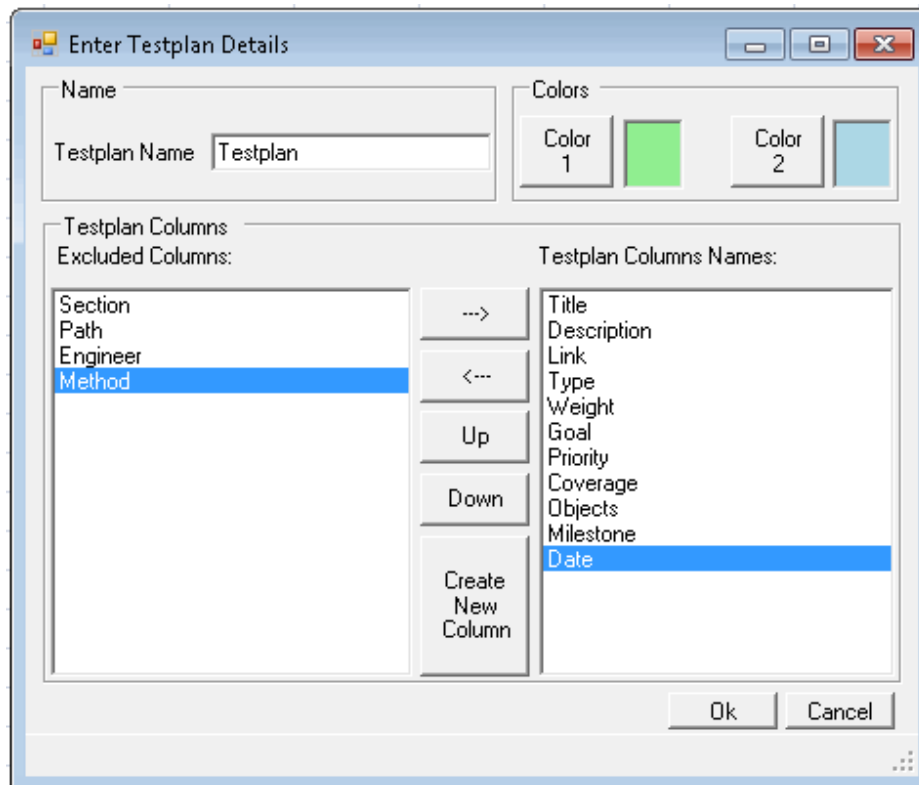 Enter Testplan Details
Name
Testplan Name Testplan
Colors
Color
1
Color
2
Testplan Columns
Excluded Columns:
Section
Path
Engineer
Method
--->
<---
Up
Down
Create
New
Column
Testplan Columns Names:
Title
Description
Link
Type
Weight
Goal
Priority
Coverage
Objects
Milestone
Date
Ok
Cancel